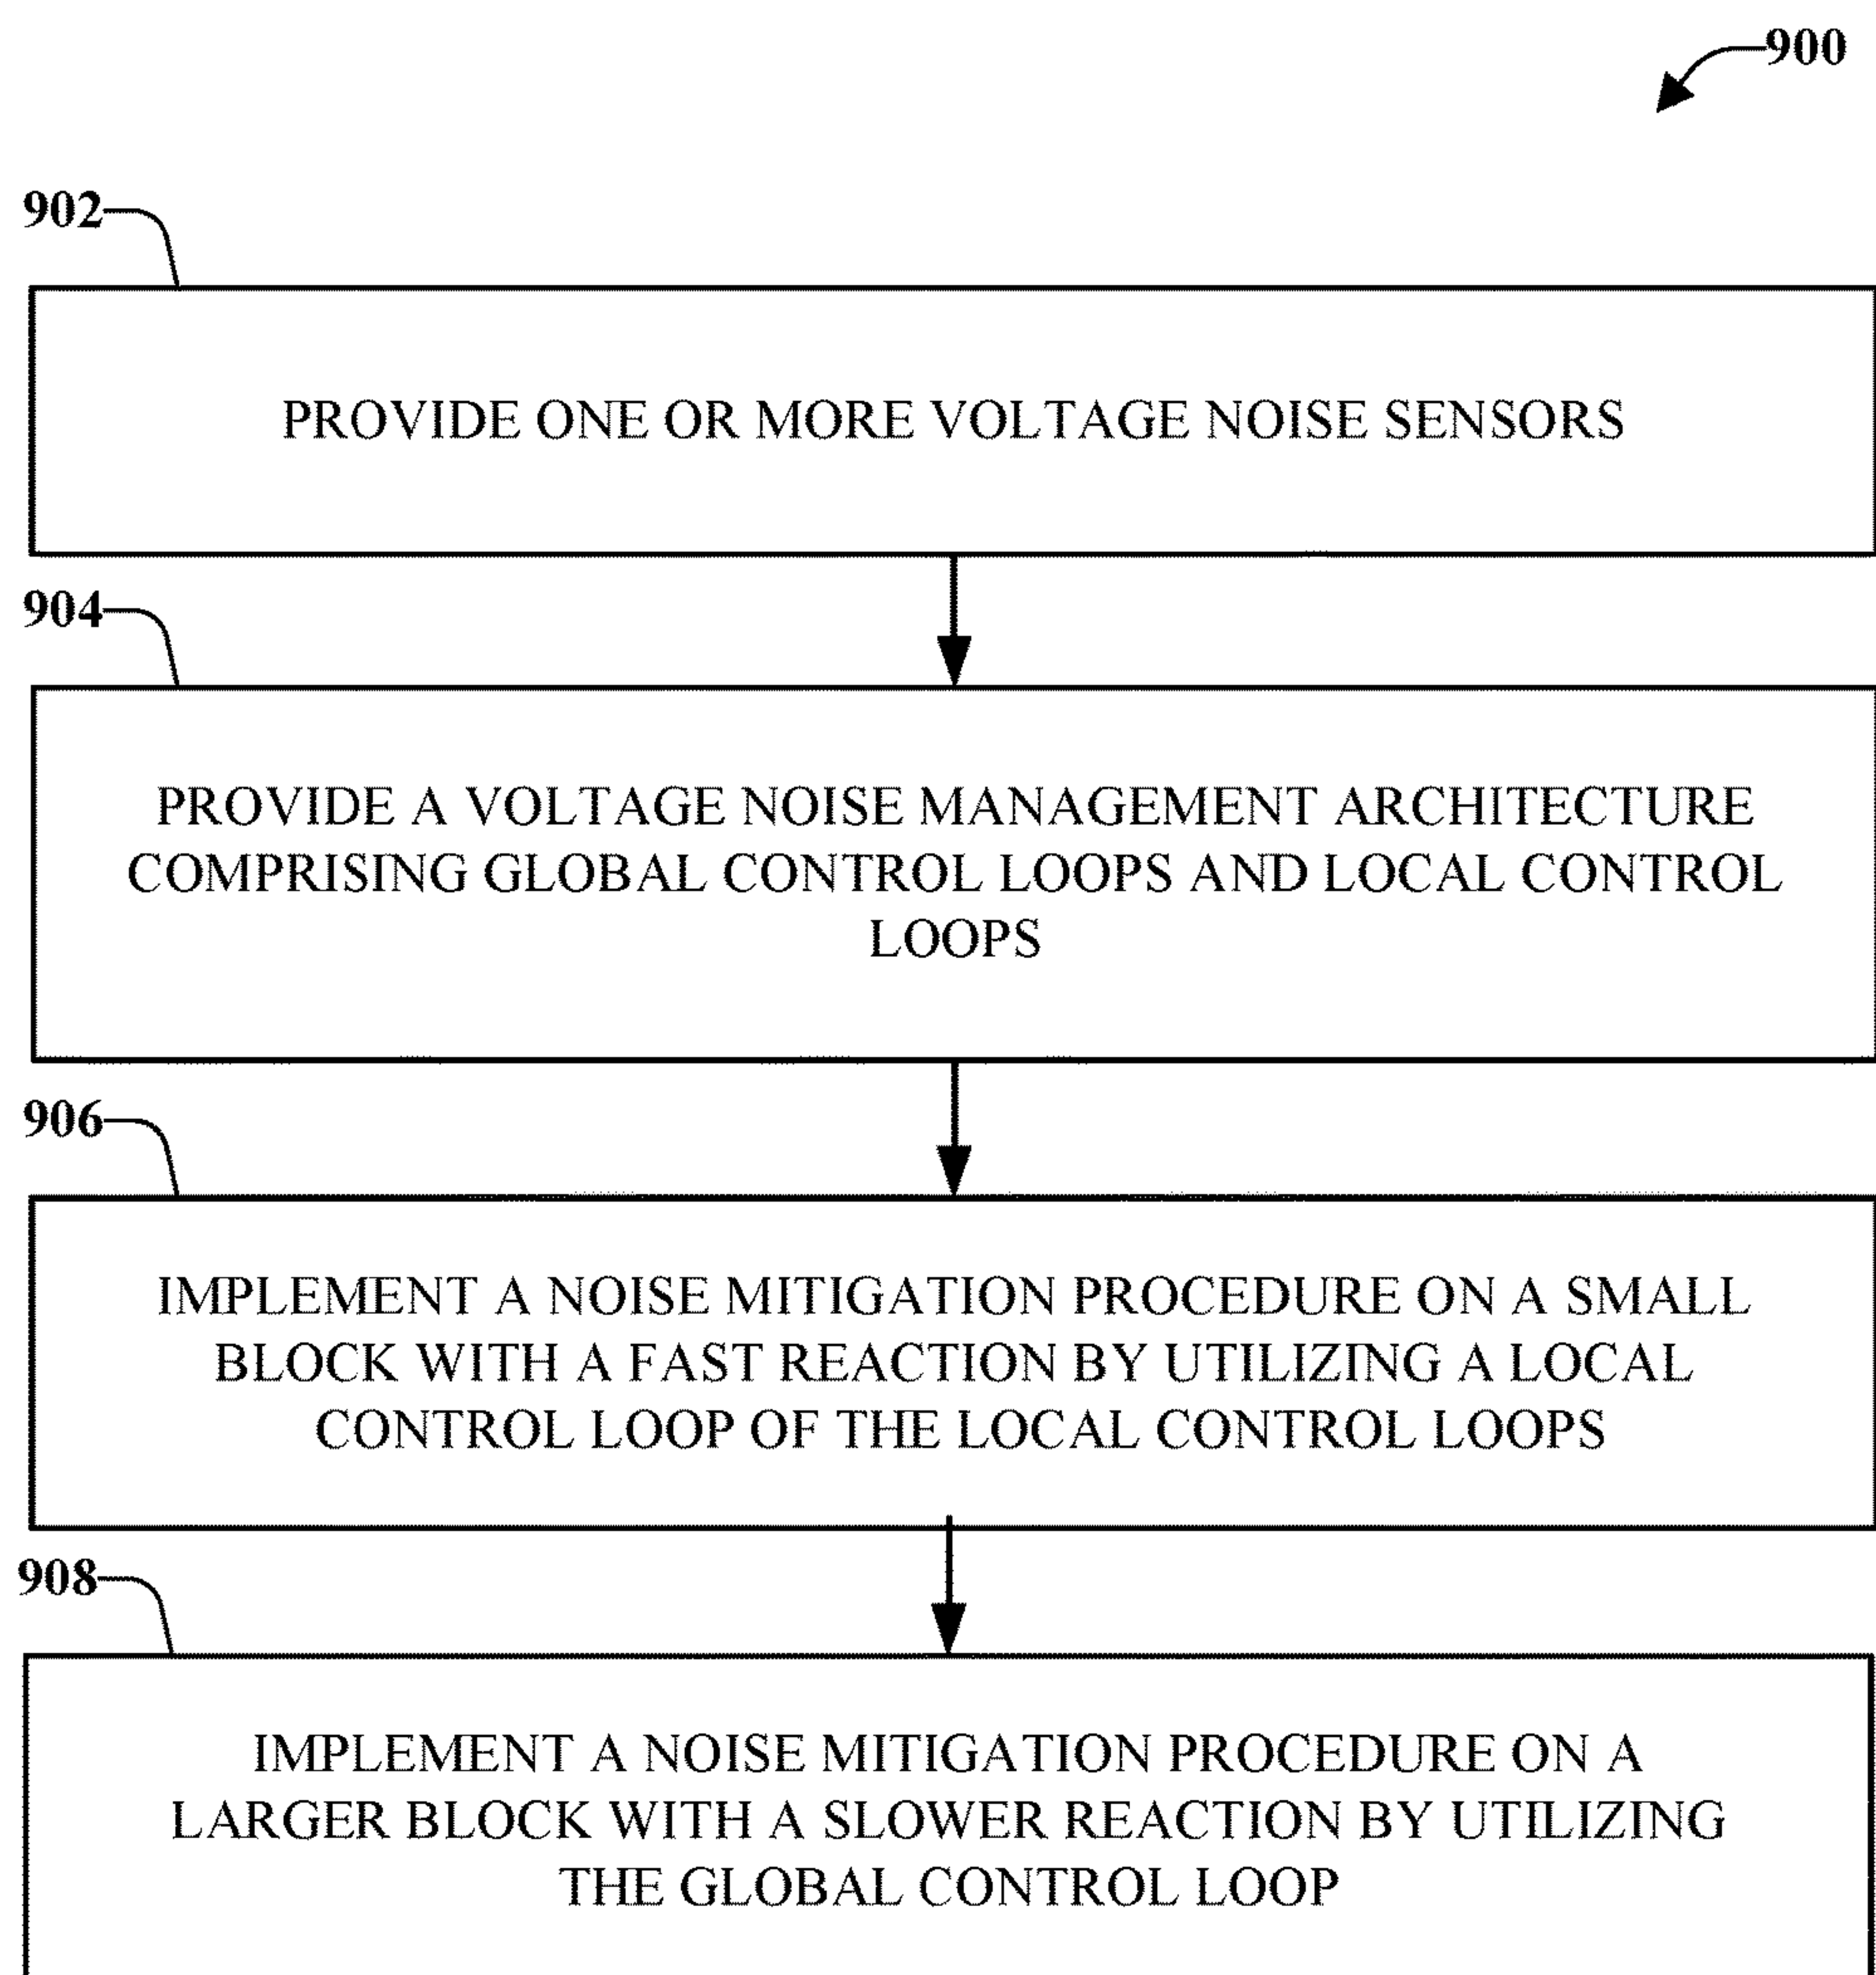 900
902
PROVIDE ONE OR MORE VOLTAGE NOISE SENSORS
904
PROVIDE A VOLTAGE NOISE MANAGEMENT ARCHITECTURE
COMPRISING GLOBAL CONTROL LOOPS AND LOCAL CONTROL
LOOPS
906
IMPLEMENT A NOISE MITIGATION PROCEDURE ON A SMALL
BLOCK WITH A FAST REACTION BY UTILIZING A LOCAL
CONTROL LOOP OF THE LOCAL CONTROL LOOPS
908
IMPLEMENT A NOISE MITIGATION PROCEDURE ON A
LARGER BLOCK WITH A SLOWER REACTION BY UTILIZING
THE GLOBAL CONTROL LOOP